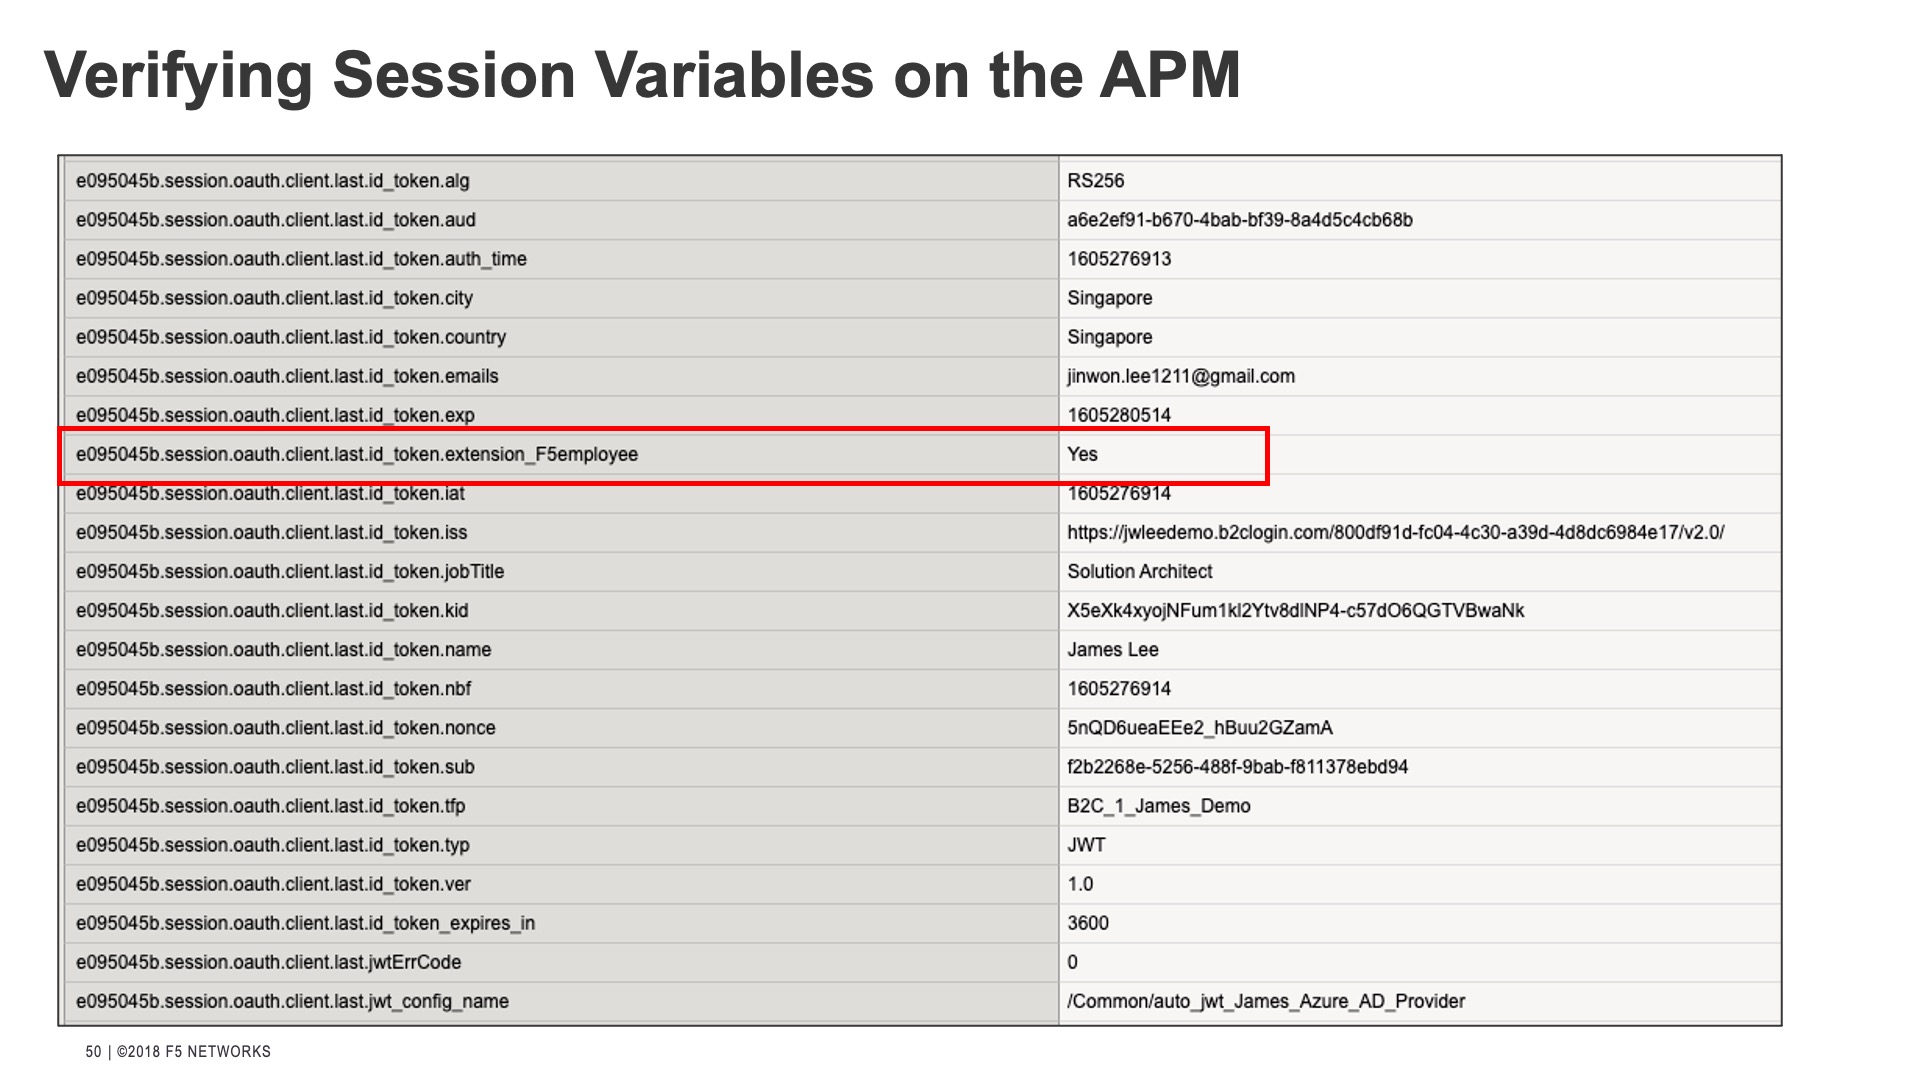 Verifying Session Variables on the APM
e095045b.session.oauth.client.last.id_token.alg RS256
e095045b.session.oauth.client.last.id_token.aud a6e2ef91-b670-4bab-bf39-8a4d5c4cb68b
e095045b.session.oauth.client.last.id_token.auth_time 1605276913
e095045b.session.oauth.client.last.id_token.city Singapore
e095045b.session.oauth.client.last.id_token.country Singapore
e095045b.session.oauth.client.last.id_token.emails jinwon.lee1211@gmail.com
e095045b.session.oauth.client.last.id_token.exp 1605280514
e095045b.session.oauth.client.last.id_token.extension_F5employee Yes
e095045b.session.oauth.client.last.id_token.iat 1605276914
e095045b.session.oauth.client.last.id_token.iss https://jwleedemo.b2clogin.com/800df91d-fc04-4c30-a39d-4d8dc6984e17/v2.0/
e095045b.session.oauth.client.last.id_token.jobTitle Solution Architect
e095045b.session.oauth.client.last.id_token.kid X5eXk4xyojNFum1kl2Ytv8dlNP4-c57dO6QGTVBwaNk
e095045b.session.oauth.client.last.id_token.name James Lee
e095045b.session.oauth.client.last.id_token.nbf 1605276914
e095045b.session.oauth.client.last.id_token.nonce 5nQD6ueaEEe2_hBuu2GZamA
e095045b.session.oauth.client.last.id_token.sub f2b2268e-5256-488f-9bab-f811378ebd94
e095045b.session.oauth.client.last.id_token.tfp B2C_1_James_Demo
e095045b.session.oauth.client.last.id_token.typ JWT
e095045b.session.oauth.client.last.id_token.ver 1.0
e095045b.session.oauth.client.last.id_token_expires_in 3600
e095045b.session.oauth.client.last.jwtErrCode 0
e095045b.session.oauth.client.last.jwt_config_name /Common/auto_jwt_James_Azure_AD_Provider
50 | ©2018 F5 NETWORKS